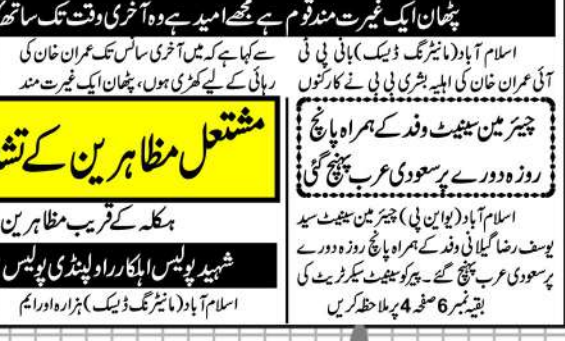 پٹھان ایک غیرت مند قوم ہے مجھے امید ہے وہ آخری وقت تک ساتھ
اسلام آباد (مانیٹرنگ ڈیسک) بانی پی ٹی
آئی عمران خان کی اہلیہ بشریٰ بی بی نے کارکنوں
سے کہا ہے کہ میں آخری سانس تک عمران خان کی
رہائی کے لیے کھڑی ہوں، پٹھان ایک غیرت مند
چیئرمین سینیٹ وفد کے ہمراہ پانچ
روزہ دورے پر سعودی عرب پہنچ گئی
اسلام آباد (یو این پی) چیئرمین سینیٹ سید
یوسف رضا گیلانی وفد کے ہمراہ پانچ روزہ دورے
پر سعودی عرب پہنچ گئے۔ پیر کو سینیٹ سیکرٹریٹ کی
بقیہ نمبر 6 صفحہ 4 پر ملاحظہ کریں
مشتعل مظاہرین کے
ہکلہ کے قریب مظاہرین
شہید پولیس اہلکار راولپنڈی پولیس
اسلام آباد (مانیٹرنگ ڈیسک) ہزارہ اور ایم